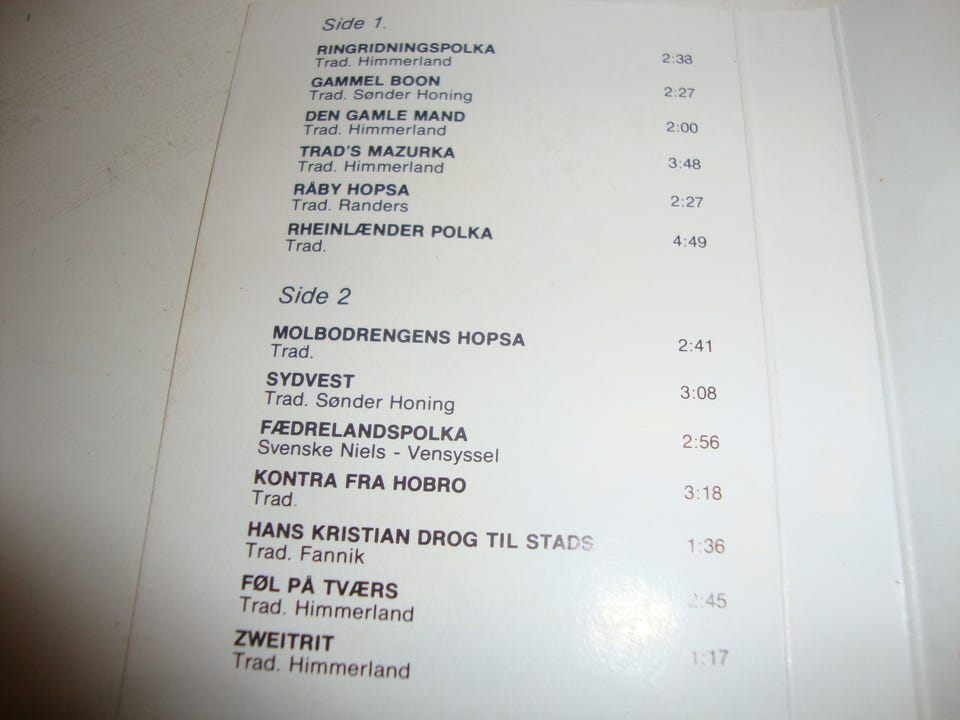 Side 1.
RINGRIDNINGSPOLKA
Trad. Himmerland 2:38
GAMMEL BOON
Trad. Sønder Honing 2:27
DEN GAMLE MAND
Trad. Himmerland 2:00
TRAD'S MAZURKA
Trad. Himmerland 3:48
RÅBY HOPSA
Trad. Randers 2:27
RHEINLÆNDER POLKA
Trad. 4:49
Side 2
MOLBODRENGENS HOPSA
Trad. 2:41
SYDVEST
Trad. Sønder Honing 3:08
FÆDRELANDSPOLKA
Svenske Niels - Vensyssel 2:56
KONTRA FRA HOBRO
Trad. 3:18
HANS KRISTIAN DROG TIL STADS
Trad. Fannik 1:36
FØL PÅ TVÆRS
Trad. Himmerland 2:45
ZWEITRIT
Trad. Himmerland 1:17